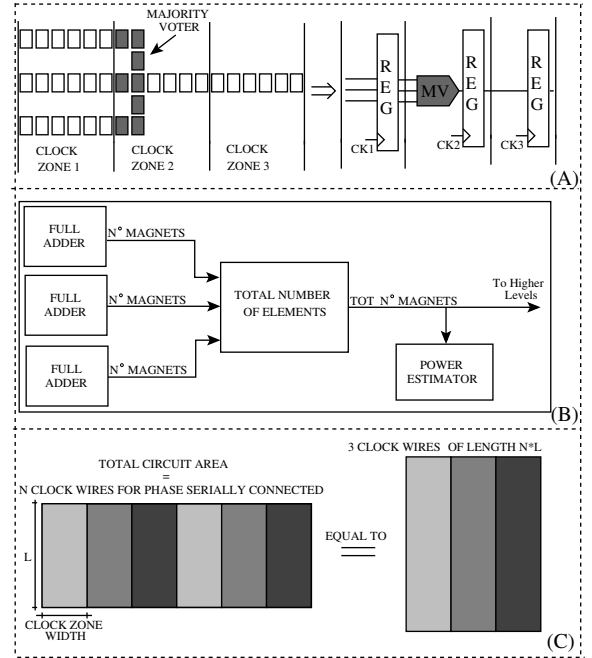 MAJORITY
VOTER
CLOCK
ZONE 1
CLOCK
ZONE 2
CLOCK
ZONE 3
REG
CK1
MV
REG
CK2
REG
CK3
(A)
FULL
ADDER
N° MAGNETS
FULL
ADDER
N° MAGNETS
FULL
ADDER
N° MAGNETS
TOTAL NUMBER
OF ELEMENTS
TOT N° MAGNETS
To Higher
Levels
POWER
ESTIMATOR
(B)
TOTAL CIRCUIT AREA
=
N CLOCK WIRES FOR PHASE SERIALLY CONNECTED
L
CLOCK ZONE
WIDTH
EQUAL TO
3 CLOCK WIRES OF LENGTH N*L
(C)